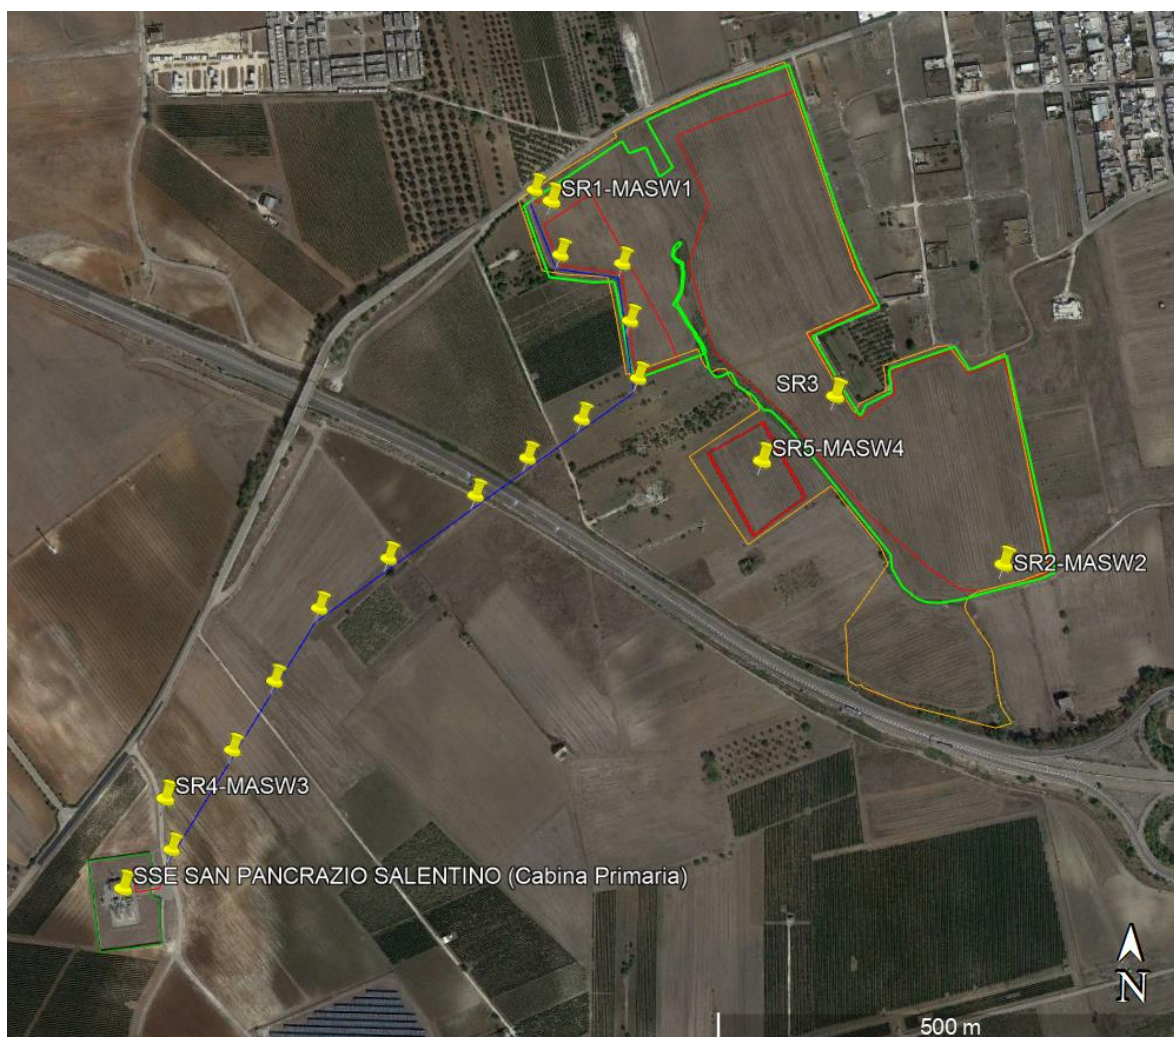 SR1-MASW1
SR3
SR5-MASW4
SR2-MASW2
SR4-MASW3
SSE SAN PANCRAZIO SALENTINO (Cabina Primaria)
N
500 m